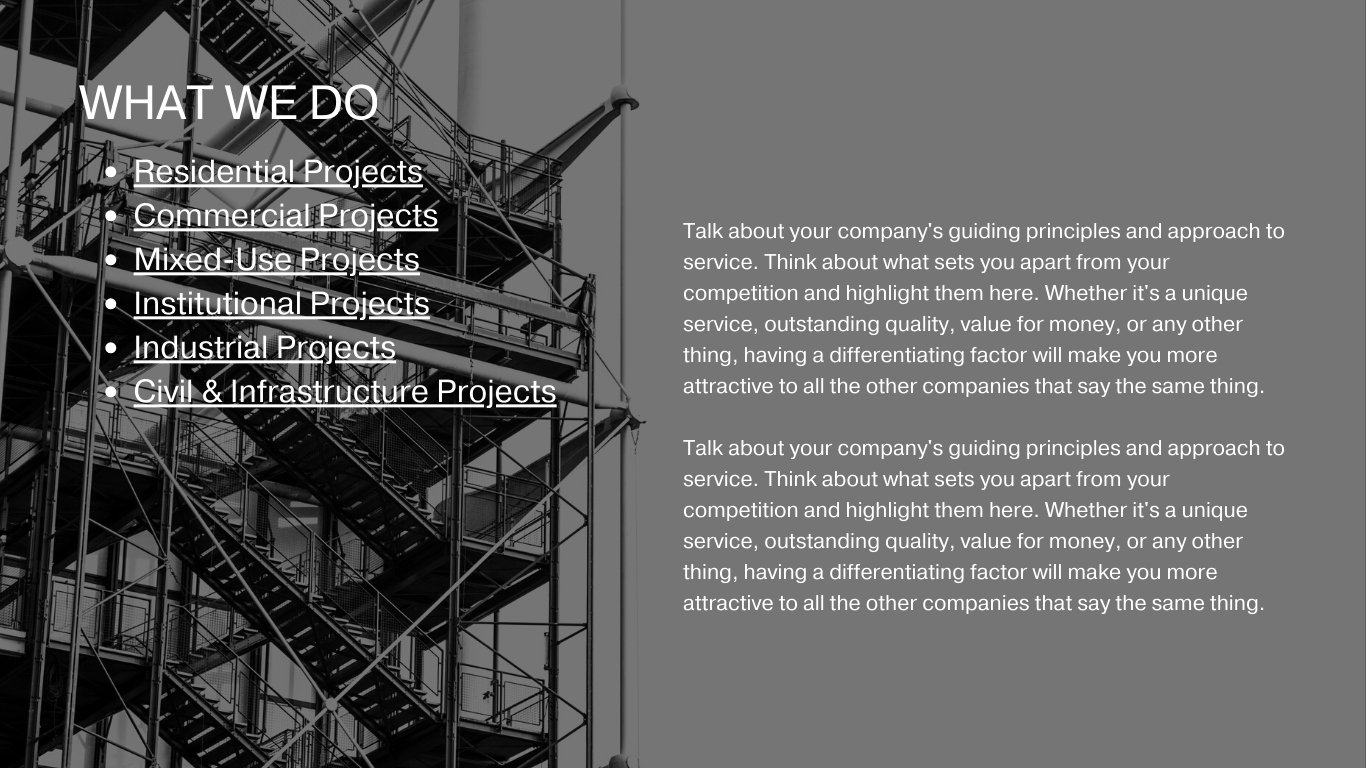 WHAT WE DO
• Residential Projects
• Commercial Projects
• Mixed-Use Projects
• Institutional Projects
• Industrial Projects
• Civil & Infrastructure Projects
Talk about your company's guiding principles and approach to
service. Think about what sets you apart from your
competition and highlight them here. Whether it's a unique
service, outstanding quality, value for money, or any other
thing, having a differentiating factor will make you more
attractive to all the other companies that say the same thing.
Talk about your company's guiding principles and approach to
service. Think about what sets you apart from your
competition and highlight them here. Whether it's a unique
service, outstanding quality, value for money, or any other
thing, having a differentiating factor will make you more
attractive to all the other companies that say the same thing.